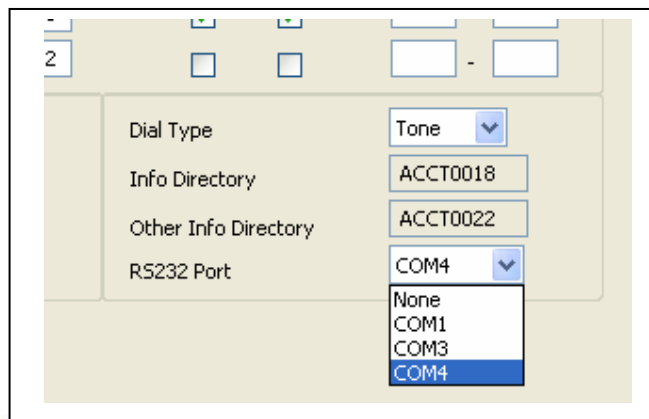 -
2
-
Dial Type Tone
Info Directory ACCT0018
Other Info Directory ACCT0022
RS232 Port COM4
None
COM1
COM3
COM4